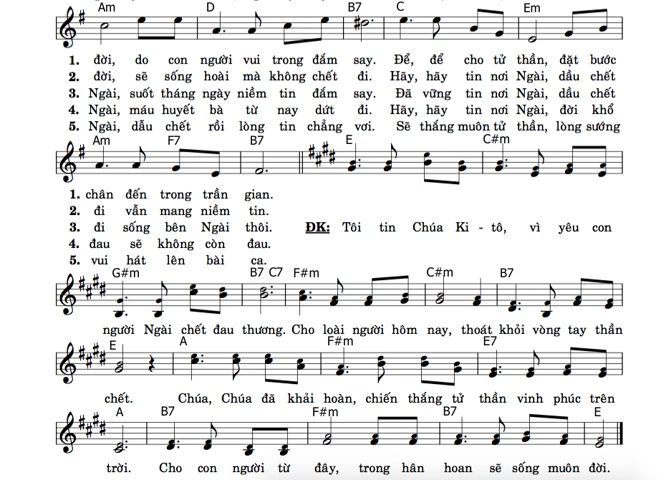 Am D B7 C Em
1. đời, do con người vui trong đắm say. Để, để cho tử thần, đặt bước
2. đời, sẽ sống hoài mà không chết đi. Hãy, hãy tin nơi Ngài, dầu chết
3. Ngài, suốt tháng ngày niềm tin đắm say. Đã vững tin nơi Ngài, dầu chết
4. Ngài, máu huyết bà từ nay dứt đi. Hãy, hãy tin nơi Ngài, đời khổ
5. Ngài, dẫu chết rồi lòng tin chẳng vơi. Sẽ thắng muôn tử thần, lòng sướng
Am F7 B7 E C#m
1. chân đến trong trần gian.
2. đi vẫn mang niềm tin.
3. đi sống bên Ngài thôi. ĐK: Tôi tin Chúa Ki - tô, vì yêu con
4. đau sẽ không còn đau.
5. vui hát lên bài ca.
G#m B7 C7 F#m C#m B7
người Ngài chết đau thương. Cho loài người hôm nay, thoát khỏi vòng tay thần
E A F#m E7
chết. Chúa, Chúa đã khải hoàn, chiến thắng tử thần vinh phúc trên
A B7 F#m B7 E
trời. Cho con người từ đây, trong hân hoan sẽ sống muôn đời.